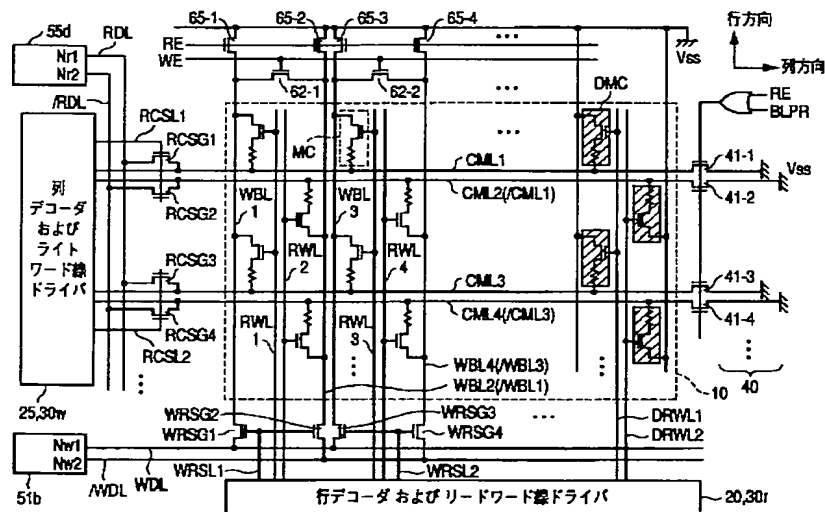 65-1
65-2
65-3
65-4
行方向
列方向
55d
RDL
Nr1
Nr2
RE
WE
Vss
/RDL
62-1
62-2
DMC
RE
BLPR
RCSL1
RCSG1
MC
CML1
41-1
Vss
列
デコーダ
および
ライト
ワード線
ドライバ
RCSG2
WBL
1
WBL
3
CML2(/CML1)
41-2
RWL
2
RWL
4
RCSG3
CML3
41-3
RCSG4
CML4(/CML3)
41-4
RWL
1
RWL
3
RCSL2
WBL4(/WBL3)
WBL2(/WBL1)
10
40
25,30w
WRSG2
WRSG3
WRSG1
WRSG4
DRWL1
DRWL2
Nw1
Nw2
WDL
/WDL
51b
WRSL1
WRSL2
行デコーダ および リードワード線ドライバ
20,30r